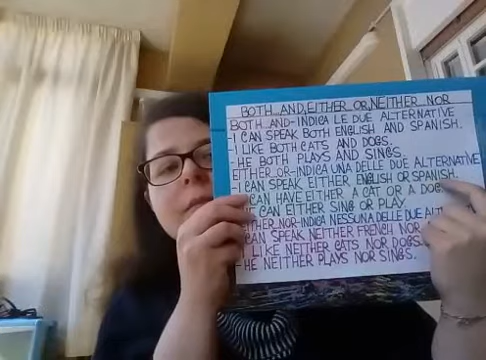 BOTH AND, EITHER OR, NEITHER NOR
BOTH AND-INDICA LE DUE ALTERNATIVE
-I CAN SPEAK BOTH ENGLISH AND SPANISH.
-I LIKE BOTH CATS AND DOGS.
-HE BOTH PLAYS AND SINGS.
EITHER OR-INDICA UNA DELLE DUE ALTERNATIVE
-I CAN SPEAK EITHER ENGLISH OR SPANISH.
CAN HAVE EITHER A CAT OR A DOG
CAN EITHER SING OR PLAY
NOR-INDICA NESSUNA DELLE DUE
CAN SPEAK NEITHER FRENCH NOR
I LIKE NEITHER CATS NOR DOGS.
-HE NEITHER PLAYS NOR SINGS.